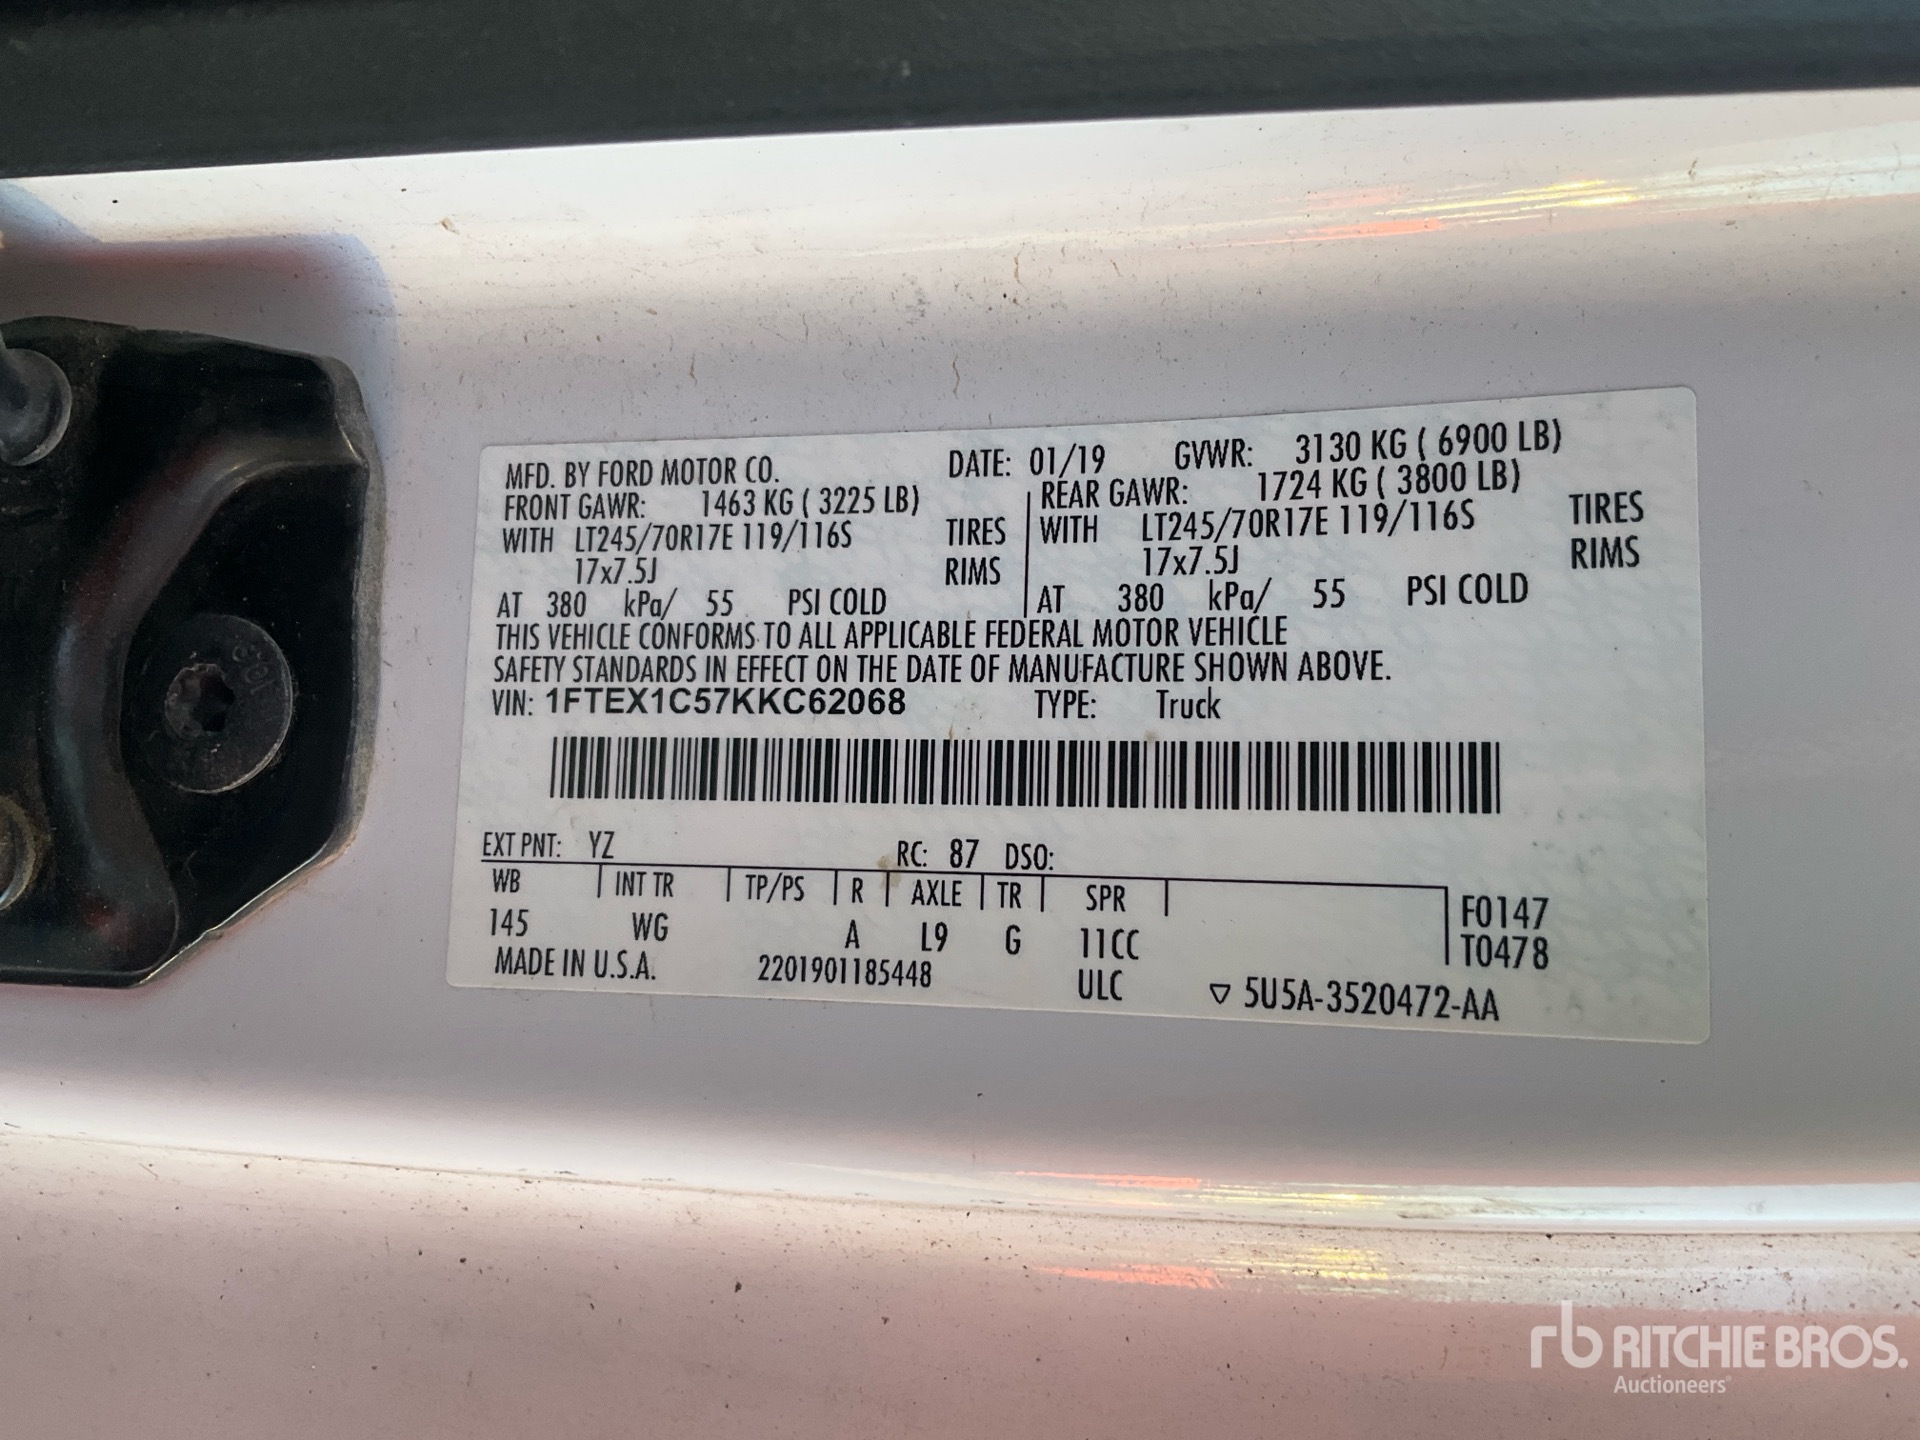 MFD. BY FORD MOTOR CO. DATE: 01/19 GVWR: 3130 KG ( 6900 LB)
FRONT GAWR: 1463 KG ( 3225 LB) REAR GAWR: 1724 KG ( 3800 LB)
WITH LT245/70R17E 119/116S TIRES WITH LT245/70R17E 119/116S TIRES
17x7.5J RIMS 17x7.5J RIMS
AT 380 kPa/ 55 PSI COLD AT 380 kPa/ 55 PSI COLD
THIS VEHICLE CONFORMS TO ALL APPLICABLE FEDERAL MOTOR VEHICLE
SAFETY STANDARDS IN EFFECT ON THE DATE OF MANUFACTURE SHOWN ABOVE.
VIN: 1FTEX1C57KKC62068 TYPE: Truck
EXT PNT: YZ RC: 87 DSO:
WB INT TR TP/PS R AXLE TR SPR F0147
145 WG A L9 G 11CC T0478
MADE IN U.S.A. 2201901185448 ULC ▽ 5U5A-3520472-AA
10.9
rb RITCHIE BROS.
Auctioneers